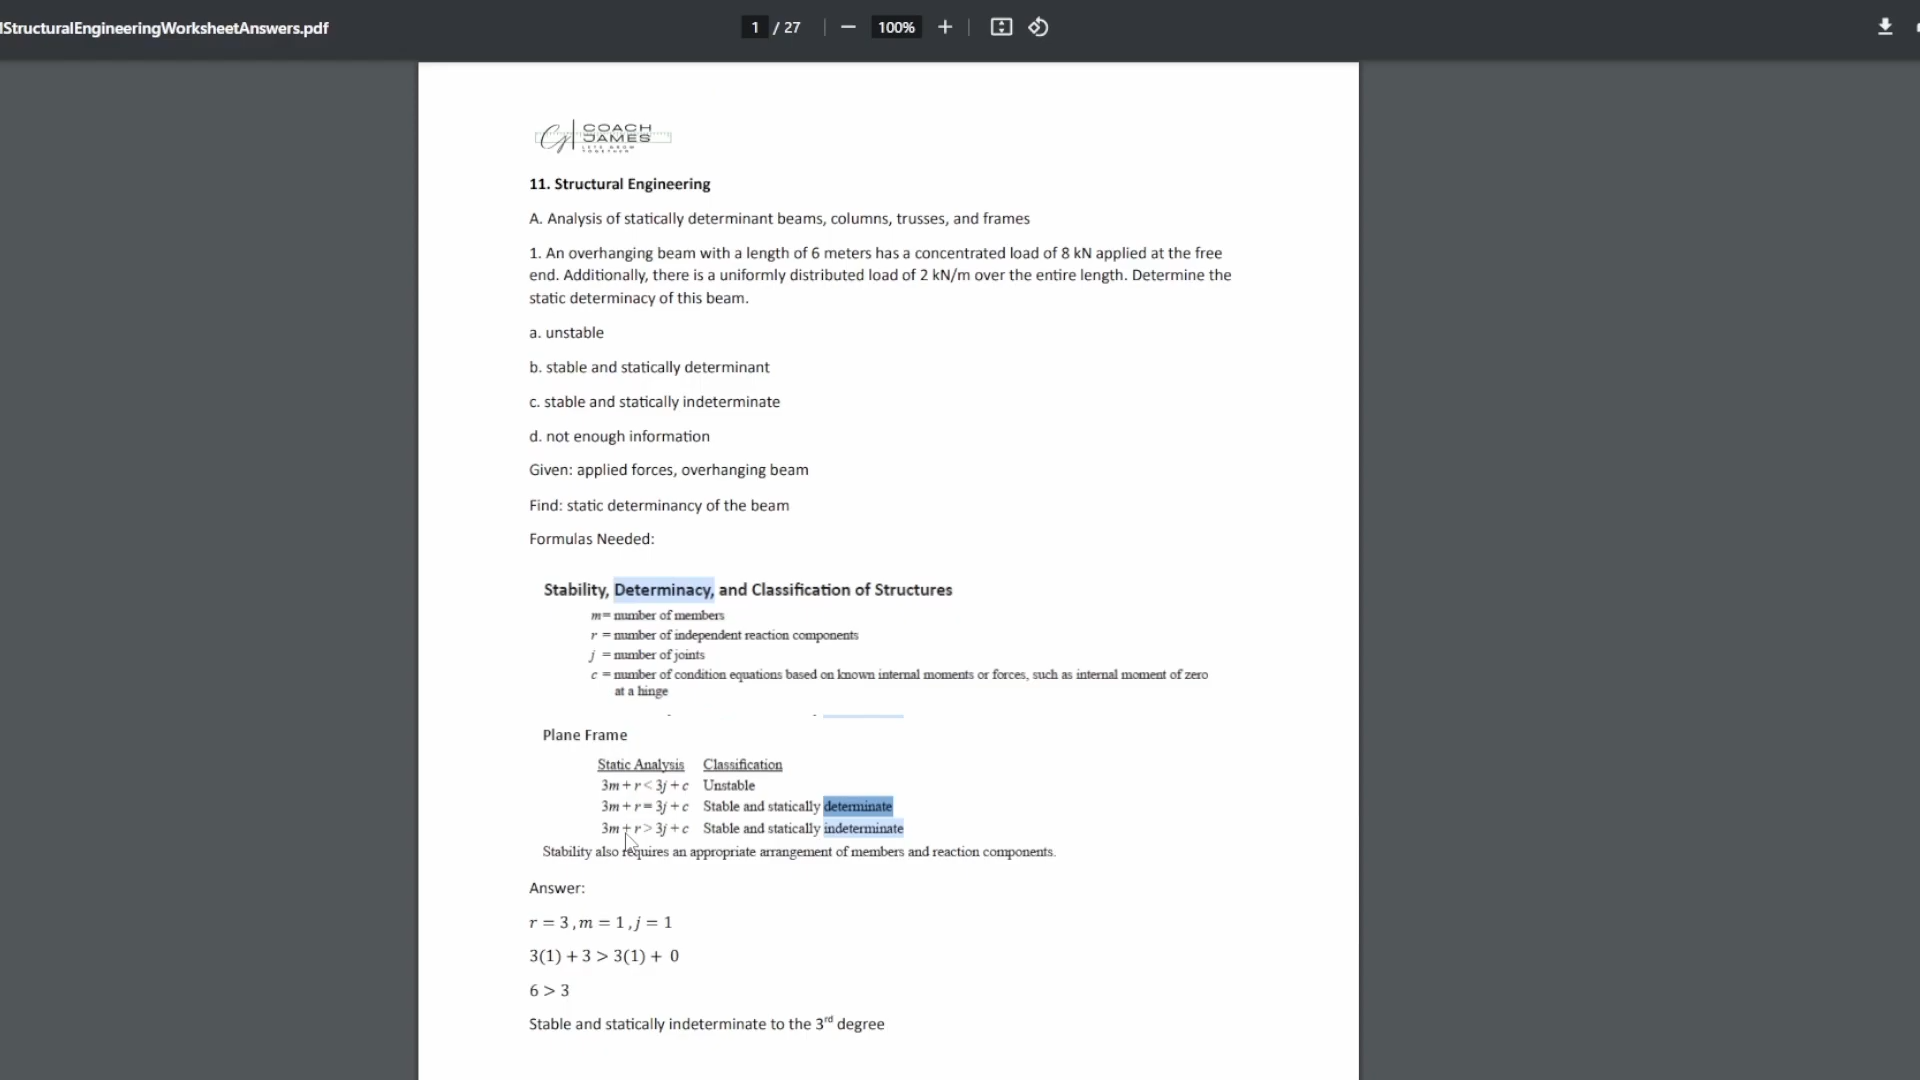 lStructuralEngineeringWorksheetAnswers.pdf
1 / 27
100%
COACH
JAMES
LETS GROW
TOGETHER
11. Structural Engineering
A. Analysis of statically determinant beams, columns, trusses, and frames
1. An overhanging beam with a length of 6 meters has a concentrated load of 8 kN applied at the free
end. Additionally, there is a uniformly distributed load of 2 kN/m over the entire length. Determine the
static determinacy of this beam.
a. unstable
b. stable and statically determinant
c. stable and statically indeterminate
d. not enough information
Given: applied forces, overhanging beam
Find: static determinancy of the beam
Formulas Needed:
Stability, Determinacy, and Classification of Structures
m = number of members
r = number of independent reaction components
j = number of joints
c = number of condition equations based on known internal moments or forces, such as internal moment of zero
at a hinge
Plane Frame
Static Analysis Classification
3m + r < 3j + c Unstable
3m + r = 3j + c Stable and statically determinate
3m + r > 3j + c Stable and statically indeterminate
Stability also requires an appropriate arrangement of members and reaction components.
Answer:
r = 3 , m = 1 , j = 1
3(1) + 3 > 3(1) + 0
6 > 3
Stable and statically indeterminate to the 3rd degree